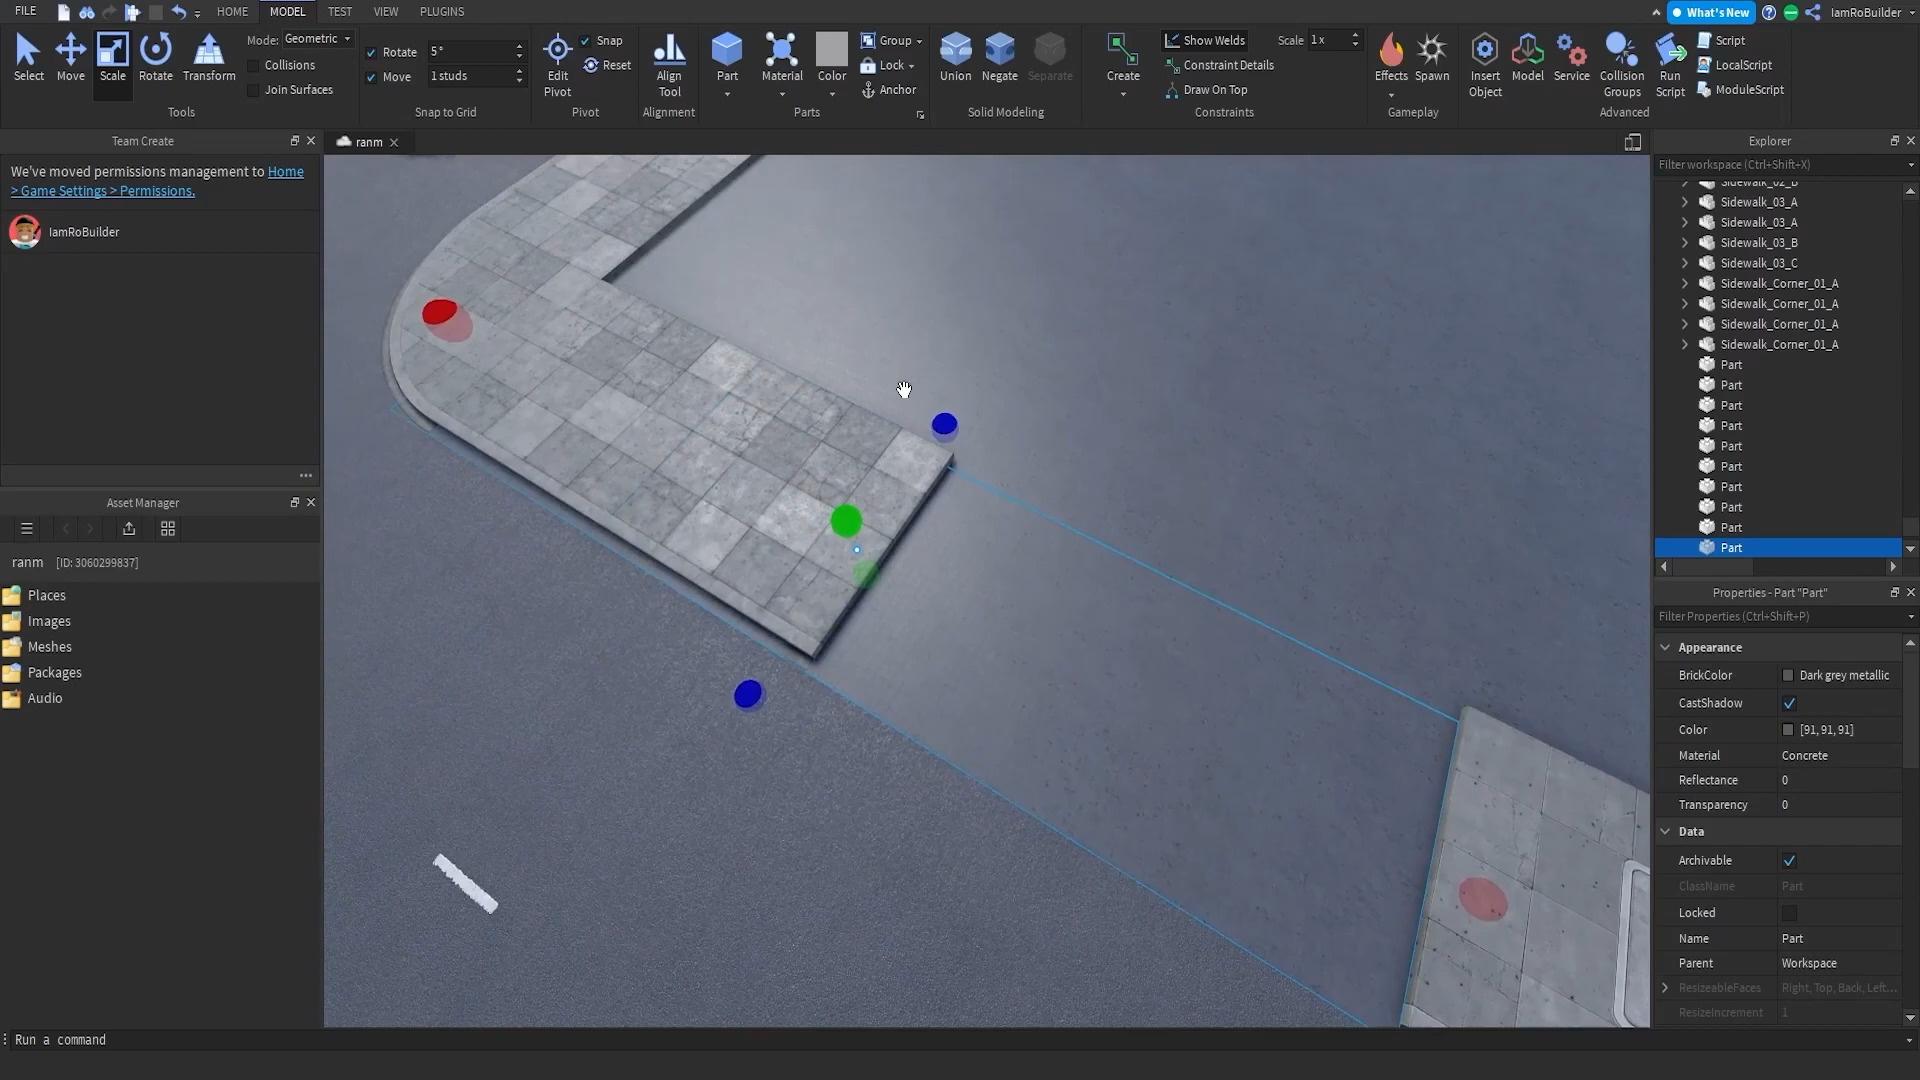 FILE
HOME
MODEL
TEST
VIEW
PLUGINS
What's New
IamRoBuilder
Select
Move
Scale
Rotate
Transform
Mode:
Geometric
Collisions
Join Surfaces
Tools
Rotate
5°
Move
1 studs
Snap to Grid
Edit
Pivot
Snap
Reset
Pivot
Align
Tool
Alignment
Part
Material
Color
Group
Lock
Anchor
Parts
Union
Negate
Separate
Solid Modeling
Create
Show Welds
Scale
1 x
Constraint Details
Draw On Top
Constraints
Effects
Spawn
Gameplay
Insert
Object
Model
Service
Collision
Groups
Run
Script
Script
LocalScript
ModuleScript
Advanced
Team Create
We've moved permissions management to Home
> Game Settings > Permissions.
IamRoBuilder
Asset Manager
ranm
[ID: 3060299837]
Places
Images
Meshes
Packages
Audio
ranm
Explorer
Filter workspace (Ctrl+Shift+X)
Sidewalk_02_B
Sidewalk_03_A
Sidewalk_03_A
Sidewalk_03_B
Sidewalk_03_C
Sidewalk_Corner_01_A
Sidewalk_Corner_01_A
Sidewalk_Corner_01_A
Sidewalk_Corner_01_A
Part
Part
Part
Part
Part
Part
Part
Part
Part
Part
Properties - Part "Part"
Filter Properties (Ctrl+Shift+P)
Appearance
BrickColor
Dark grey metallic
CastShadow
Color
[91, 91, 91]
Material
Concrete
Reflectance
0
Transparency
0
Data
Archivable
ClassName
Part
Locked
Name
Part
Parent
Workspace
ResizeableFaces
Right, Top, Back, Left...
ResizeIncrement
1
Run a command